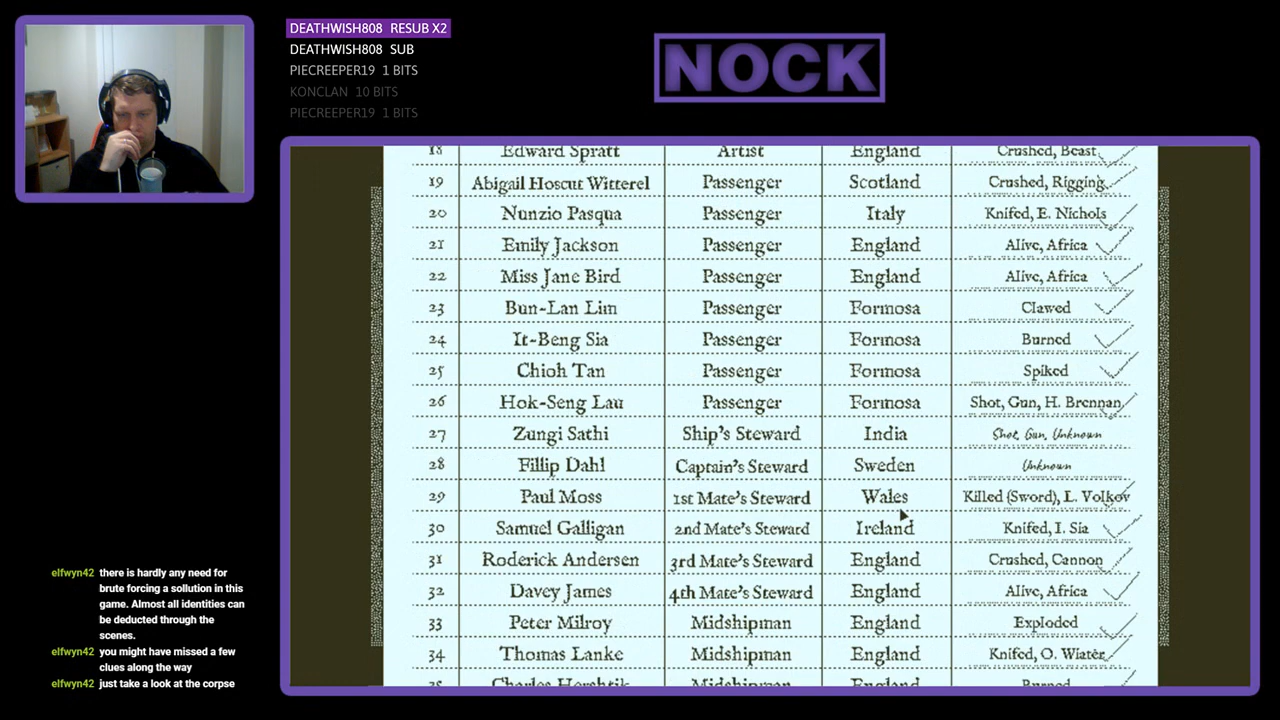 DEATHWISH808 RESUB X2
DEATHWISH808 SUB
PIECREEPER19 1 BITS
KONCLAN 10 BITS
PIECREEPER19 1 BITS
NOCK
18 Edward Spratt Artist England Crushed, Beast
19 Abigail Hoscut Witterel Passenger Scotland Crushed, Rigging
20 Nunzio Pasqua Passenger Italy Knifed, E. Nichols
21 Emily Jackson Passenger England Alive, Africa
22 Miss Jane Bird Passenger England Alive, Africa
23 Bun-Lan Lim Passenger Formosa Clawed
24 It-Beng Sia Passenger Formosa Burned
25 Chioh Tan Passenger Formosa Spiked
26 Hok-Seng Lau Passenger Formosa Shot, Gun, H. Brennan
27 Zungi Sathi Ship's Steward India Shot, Gun, Unknown
28 Fillip Dahl Captain's Steward Sweden Unknown
29 Paul Moss 1st Mate's Steward Wales Killed (Sword), L. Volkov
30 Samuel Galligan 2nd Mate's Steward Ireland Knifed, I. Sia
31 Roderick Andersen 3rd Mate's Steward England Crushed, Cannon
32 Davey James 4th Mate's Steward England Alive, Africa
33 Peter Milroy Midshipman England Exploded
34 Thomas Lanke Midshipman England Knifed, O. Wiater
35 Charles Hershtik Midshipman England Burned
elfwyn42 there is hardly any need for
brute forcing a sollution in this
game. Almost all identities can
be deducted through the
scenes.
elfwyn42 you might have missed a few
clues along the way
elfwyn42 just take a look at the corpse